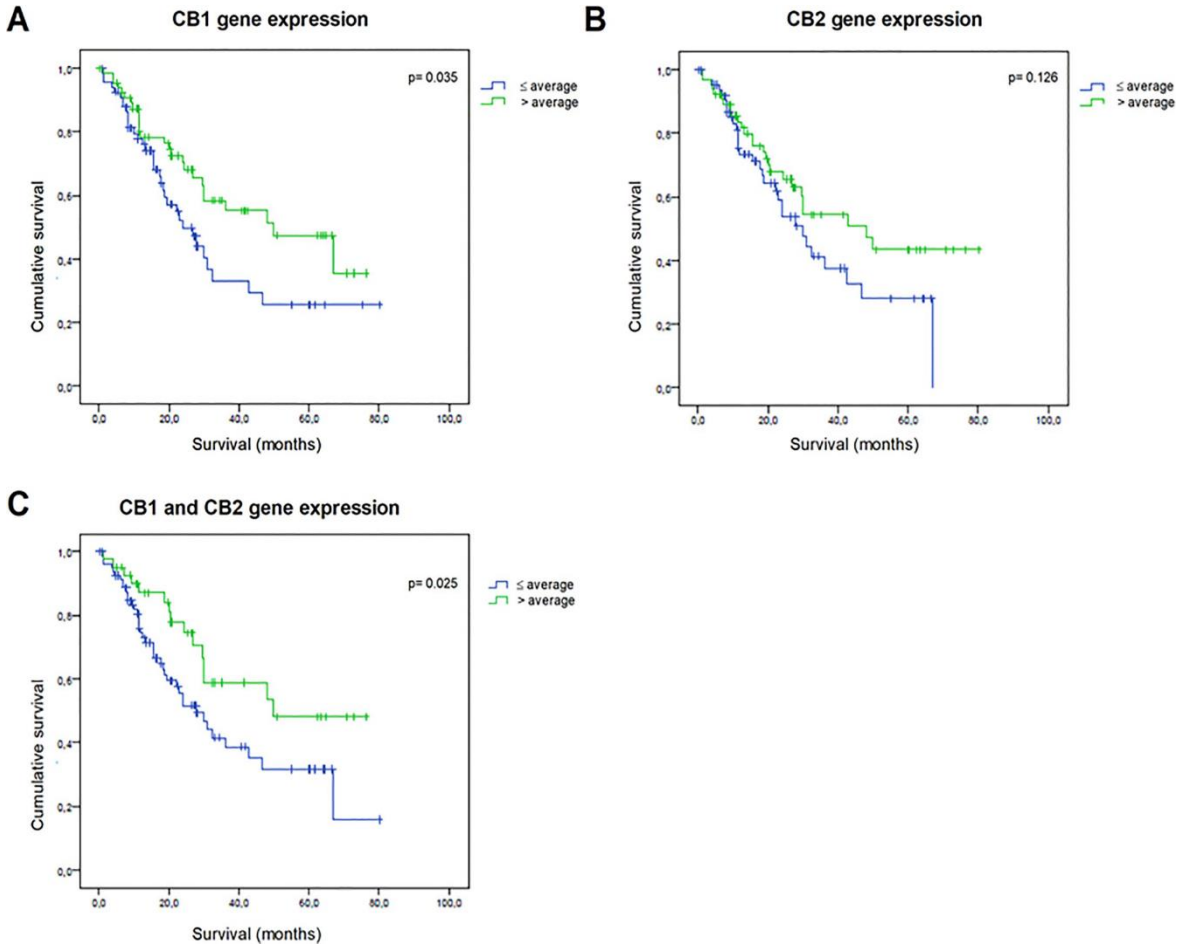 A
CB1 gene expression
p= 0.035
≤ average
> average
1,0
0,8
0,6
0,4
0,2
0,0
Cumulative survival
0,0 20,0 40,0 60,0 80,0 100,0
Survival (months)
B
CB2 gene expression
p= 0.126
≤ average
> average
1,0
0,8
0,6
0,4
0,2
0,0
Cumulative survival
0,0 20,0 40,0 60,0 80,0 100,0
Survival (months)
C
CB1 and CB2 gene expression
p= 0.025
≤ average
> average
1,0
0,8
0,6
0,4
0,2
0,0
Cumulative survival
0,0 20,0 40,0 60,0 80,0 100,0
Survival (months)